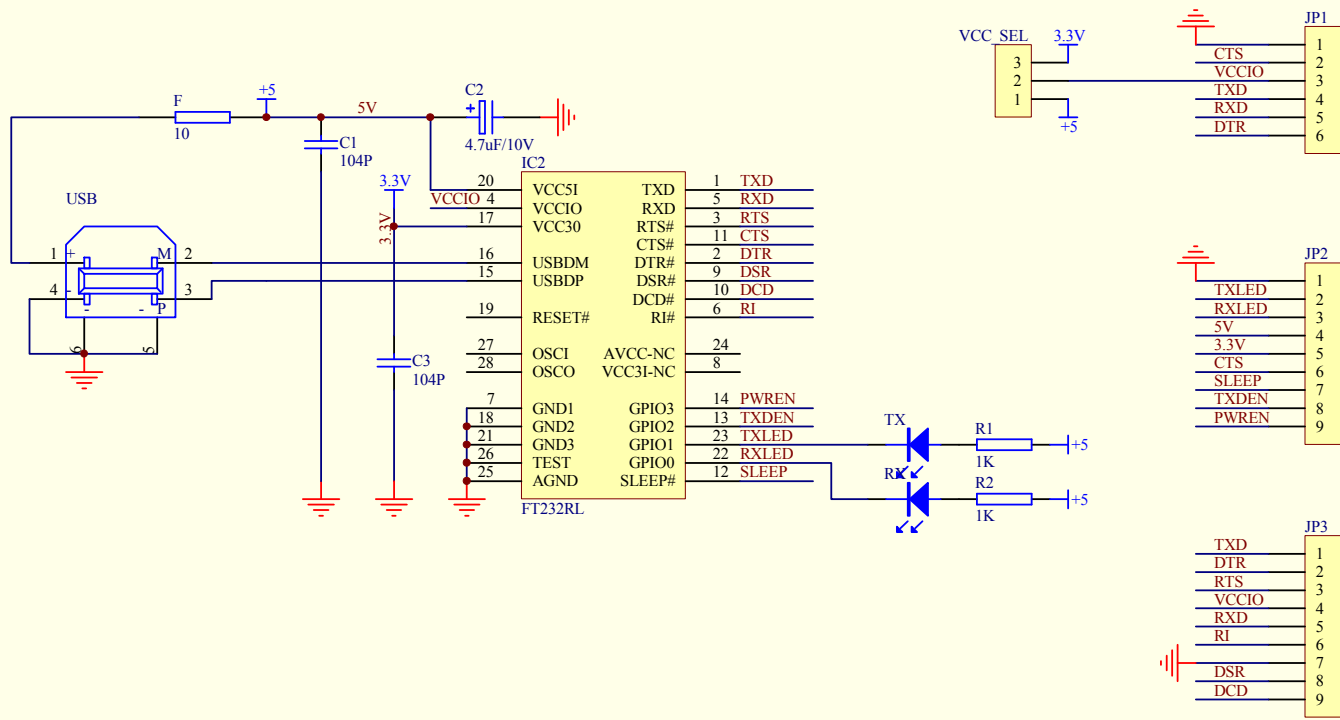 JP1
VCC_SEL 3.3V
3
2
1
+5
1
CTS 2
VCCIO 3
TXD 4
RXD 5
DTR 6
F
10
+5
5V
C2
+
4.7uF/10V
C1
104P
3.3V
3.3V
C3
104P
USB
1 + M 2
4 - P 3
- -
6 5
IC2
20 VCC5I TXD 1 TXD
VCCIO 4 VCCIO RXD 5 RXD
17 VCC30 RTS# 3 RTS
CTS# 11 CTS
16 USBDM DTR# 2 DTR
15 USBDP DSR# 9 DSR
DCD# 10 DCD
19 RESET# RI# 6 RI
27 OSCI AVCC-NC 24
28 OSCO VCC3I-NC 8
7 GND1 GPIO3 14 PWREN
18 GND2 GPIO2 13 TXDEN
21 GND3 GPIO1 23 TXLED
26 TEST GPIO0 22 RXLED
25 AGND SLEEP# 12 SLEEP
FT232RL
TX
R1
1K
+5
R2
1K
+5
JP2
1
TXLED 2
RXLED 3
5V 4
3.3V 5
CTS 6
SLEEP 7
TXDEN 8
PWREN 9
JP3
TXD 1
DTR 2
RTS 3
VCCIO 4
RXD 5
RI 6
7
DSR 8
DCD 9